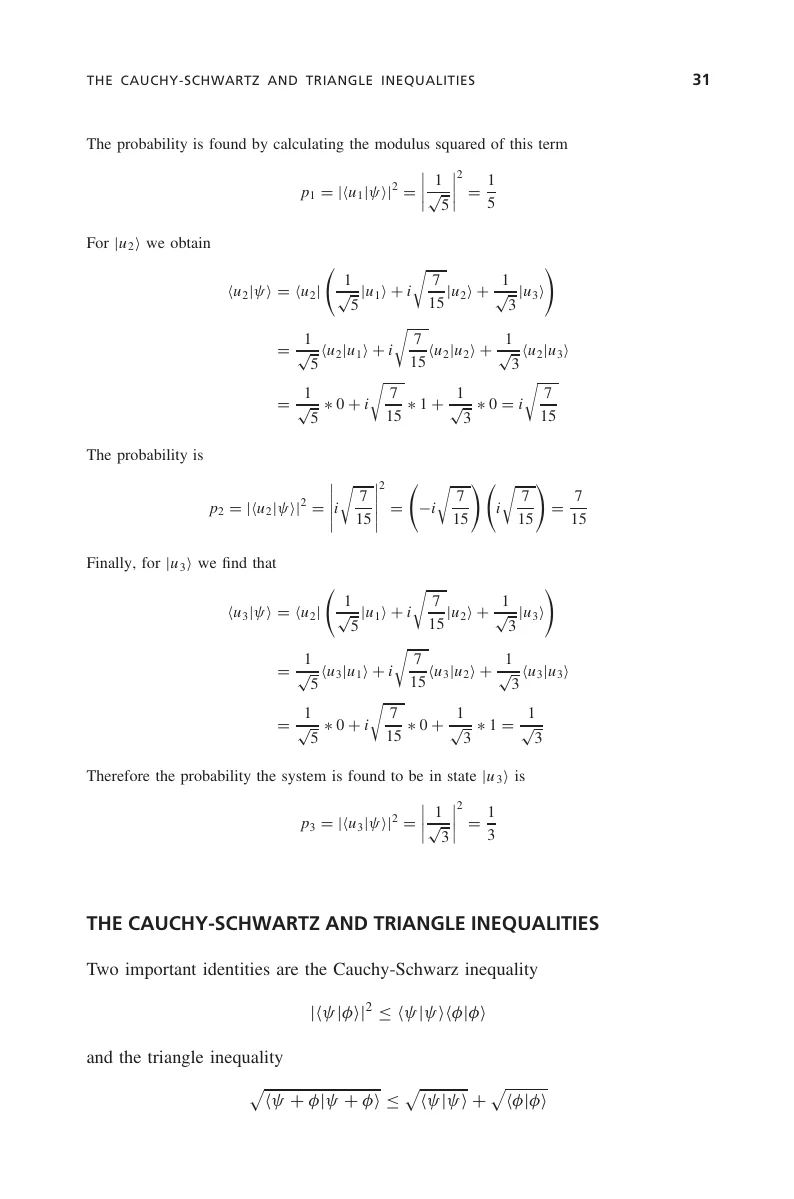 THE CAUCHY-SCHWARTZ AND TRIANGLE INEQUALITIES 31
The probability is found by calculating the modulus squared of this term
p₁ = |⟨u₁|ψ⟩|² = |1/√5|² = 1/5
For |u₂⟩ we obtain
⟨u₂|ψ⟩ = ⟨u₂| (1/√5 |u₁⟩ + i√(7/15) |u₂⟩ + 1/√3 |u₃⟩)
= 1/√5 ⟨u₂|u₁⟩ + i√(7/15) ⟨u₂|u₂⟩ + 1/√3 ⟨u₂|u₃⟩
= 1/√5 * 0 + i√(7/15) * 1 + 1/√3 * 0 = i√(7/15)
The probability is
p₂ = |⟨u₂|ψ⟩|² = |i√(7/15)|² = (−i√(7/15)) (i√(7/15)) = 7/15
Finally, for |u₃⟩ we find that
⟨u₃|ψ⟩ = ⟨u₂| (1/√5 |u₁⟩ + i√(7/15) |u₂⟩ + 1/√3 |u₃⟩)
= 1/√5 ⟨u₃|u₁⟩ + i√(7/15) ⟨u₃|u₂⟩ + 1/√3 ⟨u₃|u₃⟩
= 1/√5 * 0 + i√(7/15) * 0 + 1/√3 * 1 = 1/√3
Therefore the probability the system is found to be in state |u₃⟩ is
p₃ = |⟨u₃|ψ⟩|² = |1/√3|² = 1/3
THE CAUCHY-SCHWARTZ AND TRIANGLE INEQUALITIES
Two important identities are the Cauchy-Schwarz inequality
|⟨ψ|ϕ⟩|² ≤ ⟨ψ|ψ⟩⟨ϕ|ϕ⟩
and the triangle inequality
√⟨ψ + ϕ|ψ + ϕ⟩ ≤ √⟨ψ|ψ⟩ + √⟨ϕ|ϕ⟩